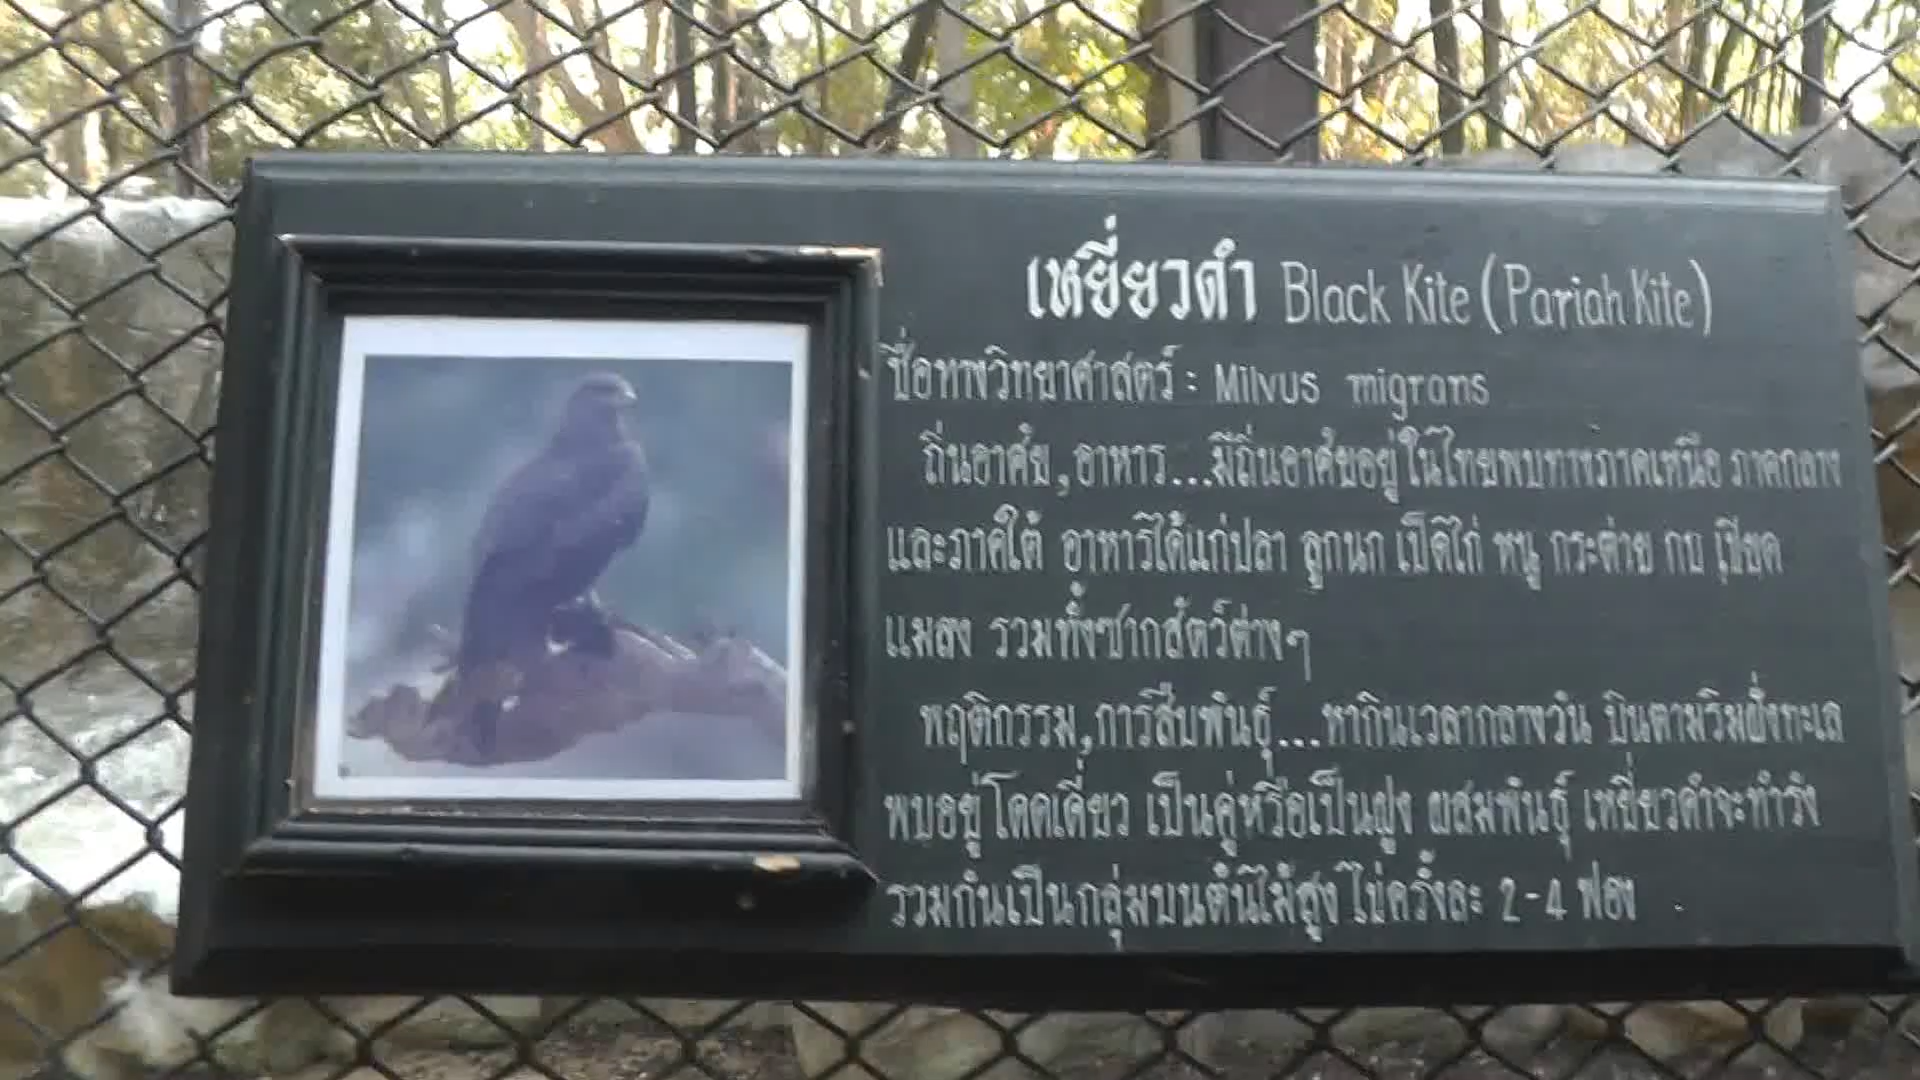 เหยี่ยวดำ Black Kite (Pariah Kite)
ชื่อทางวิทยาศาสตร์ : Milvus migrans
ถิ่นอาศัย, อาหาร...มีถิ่นอาศัยอยู่ในไทยพบทางภาคเหนือ ภาคกลาง
และภาคใต้ อาหารได้แก่ปลา ลูกนก เป็ดไก่ หนู กระต่าย กบ เขียด
แมลง รวมทั้งซากสัตว์ต่างๆ
พฤติกรรม, การสืบพันธุ์...หากินเวลากลางวัน บินตามริมฝั่งทะเล
พบอยู่โดดเดี่ยว เป็นคู่หรือเป็นฝูง ผสมพันธุ์ เหยี่ยวดำจะทำรัง
รวมกันเป็นกลุ่มบนต้นไม้สูง ไข่ครั้งละ 2-4 ฟอง